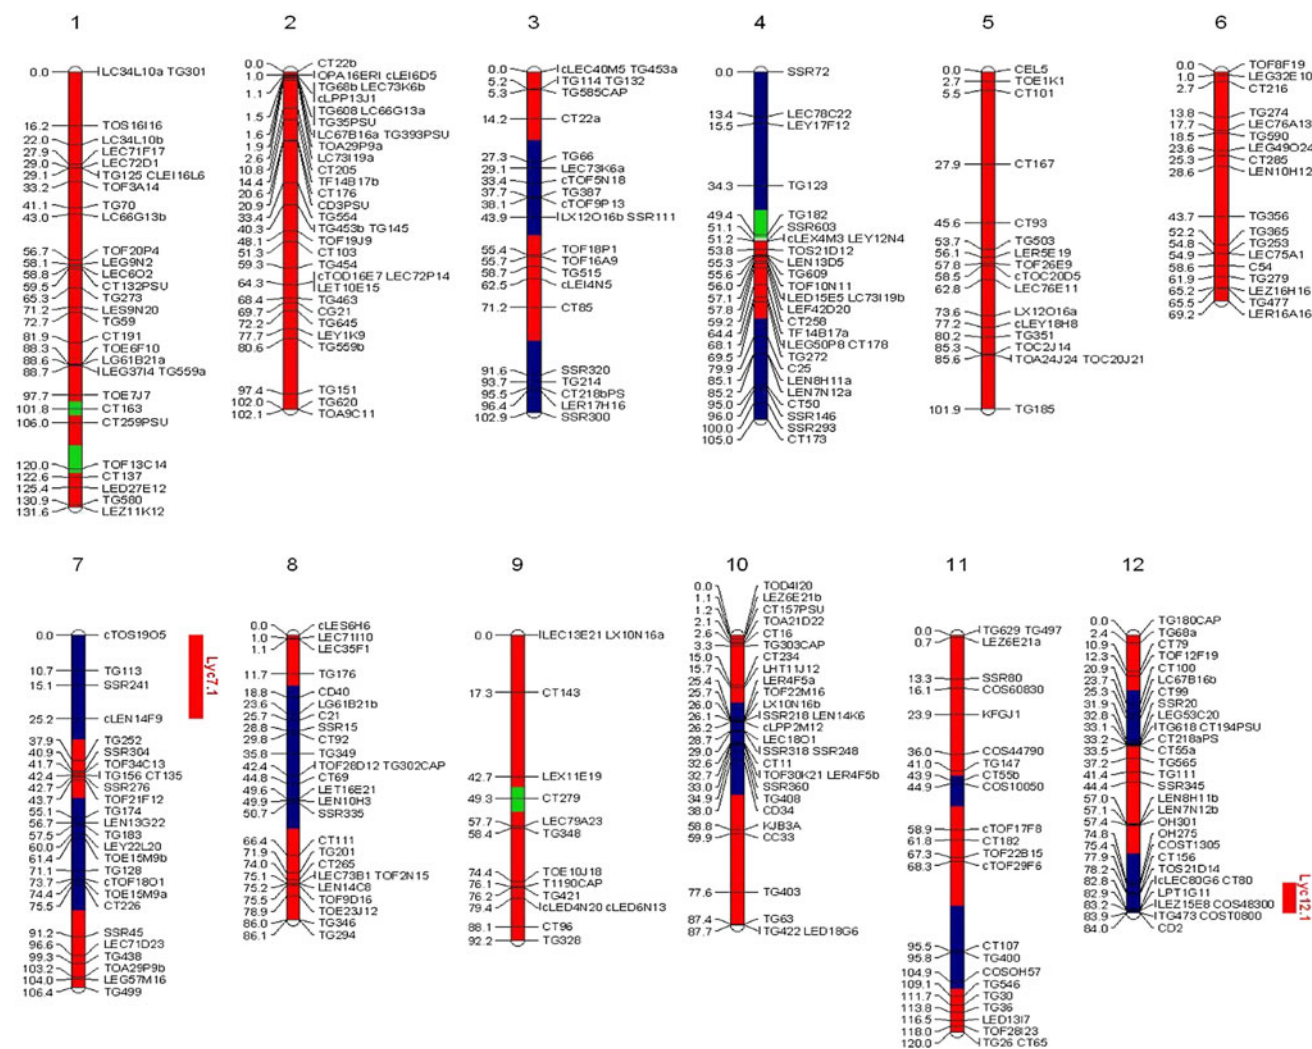 1
0.0 LC34L10a TG301
16.2 TOS16I16
22.0 LC34L10b
27.9 LEC71F17
29.0 LEC72D1
29.1 TG125 CLEI16L6
33.2 TOF3A14
41.1 TG70
43.0 LC66G13b
56.7 TOF20P4
58.1 LEG9N2
58.8 LEC6O2
59.5 CT132PSU
65.3 TG273
71.2 LES9N20
72.7 TG59
81.9 CT191
88.3 TOE6F10
88.6 LG61B21a
88.7 LEG37I4 TG559a
97.7 TOE7J7
101.8 CT163
106.0 CT259PSU
120.0 TOF13C14
122.6 CT137
125.4 LED27E12
130.9 TG580
131.6 LEZ11K12
2
0.0 CT22b
1.0 OPA16ERI cLEI6D5
1.1 TG68b LEC73K6b
cLPP13J1
1.5 TG608 LC66G13a
TG35PSU
1.6 LC67B16a TG393PSU
1.9 TOA29P9a
2.6 LC73I19a
10.8 CT205
14.4 TF14B17b
20.6 CT176
20.9 CD3PSU
33.4 TG554
40.3 TG453b TG145
48.1 TOF19J9
51.3 CT103
59.3 TG454
cTOD16E7 LEC72P14
64.3 LET10E15
68.4 TG463
69.7 CG21
72.2 TG645
77.7 LEY1K9
80.6 TG559b
97.4 TG151
102.0 TG620
102.1 TOA9C11
3
0.0 cLEC40M5 TG453a
5.2 TG114 TG132
5.3 TG585CAP
14.2 CT22a
27.3 TG66
29.1 LEC73K6a
33.4 cTOF5N18
37.7 TG387
38.1 cTOF9P13
43.9 LX12O16b SSR111
55.4 TOF18P1
55.6 TOF16A9
58.7 TG515
62.5 cLEI4N5
71.2 CT85
91.6 SSR320
93.7 TG214
95.5 CT218bPS
96.4 LER17H16
102.9 SSR300
4
0.0 SSR72
13.4 LEC78C22
15.5 LEY17F12
34.3 TG123
49.4 TG182
51.1 SSR603
51.2 cLEX4M3 LEY12N4
53.8 TOS21D12
55.3 LEN13D5
55.6 TG609
56.0 TOF10N11
57.1 LED15E5 LC73I19b
57.8 LEF42D20
59.2 CT258
64.4 TF14B17a
68.1 LEG50P8 CT178
69.5 TG272
79.9 C25
85.1 LEN8H11a
85.2 LEN7N12a
95.0 CT50
96.0 SSR146
100.0 SSR293
105.0 CT173
5
0.0 CEL5
2.7 TOE1K1
5.5 CT101
27.9 CT167
45.6 CT93
53.7 TG503
56.1 LER5E19
57.8 TOF26E9
58.5 cTOC20D5
62.8 LEC76E11
73.6 LX12O16a
77.2 cLEY18H8
80.2 TG351
85.3 TOC2J14
85.6 TOA24J24 TOC20J21
101.9 TG185
6
0.0 TOF8F19
1.0 LEG32E10
2.7 CT216
13.8 TG274
17.7 LEC76A13
18.5 TG590
23.6 LEG49O24
25.3 CT285
28.6 LEN10H12
43.7 TG356
52.2 TG365
54.8 TG253
54.9 LEC75A1
58.6 C54
61.9 TG279
65.2 LEZ16H16
65.5 TG477
69.2 LER16A16
7
0.0 cTOS19O5
10.7 TG113
15.1 SSR241
25.2 cLEN14F9
37.9 TG252
40.9 SSR304
41.7 TOF34C13
42.4 TG156 CT135
42.7 SSR276
43.7 TOF21F12
55.1 TG174
56.7 LEN13G22
57.5 TG183
60.0 LEY22L20
61.4 TOE15M9b
71.1 TG128
73.7 cTOF18O1
74.4 TOE15M9a
75.5 CT226
91.2 SSR45
96.6 LEC71D23
99.3 TG438
103.2 TOA29P9b
104.0 LEG57M16
106.4 TG499
Lyc7.1
8
0.0 cLES6H6
1.0 LEC71I10
1.1 LEC35F1
11.7 TG176
18.8 CD40
23.6 LG61B21b
25.7 C21
28.8 SSR15
29.8 CT92
35.8 TG349
42.4 TOF28D12 TG302CAP
44.8 CT69
49.6 LET16E21
49.9 LEN10H3
50.7 SSR335
66.4 CT111
71.9 TG201
74.0 CT265
75.1 LEC73B1 TOF2N15
75.2 LEN14C8
75.5 TOF9D16
78.9 TOE23J12
86.0 TG346
86.1 TG294
9
0.0 LEC13E21 LX10N16a
17.3 CT143
42.7 LEX11E19
49.3 CT279
57.7 LEC79A23
58.4 TG348
74.4 TOE10J18
76.1 T1190CAP
76.2 TG421
79.4 cLED4N20 cLED6N13
88.1 CT96
92.2 TG328
10
0.0 TOD4I20
1.1 LEZ6E21b
1.2 CT157PSU
2.1 TOA21D22
2.6 CT16
3.3 TG303CAP
15.0 CT234
15.7 LHT11J12
25.4 LER4F5a
25.7 TOF22M16
26.0 LX10N16b
26.1 SSR218 LEN14K6
26.2 cLPP2M12
28.7 LEC18O1
29.0 SSR318 SSR248
32.6 CT11
32.7 TOF30K21 LER4F5b
33.0 SSR360
34.9 TG408
38.0 CD34
58.8 KJB3A
59.9 CC33
77.6 TG403
87.4 TG63
87.7 TG422 LED18G6
11
0.0 TG629 TG497
0.7 LEZ6E21a
13.3 SSR80
16.1 COS60830
23.9 KFGJ1
36.0 COS44790
41.0 TG147
43.9 CT55b
44.9 COS10050
58.9 cTOF17F8
61.8 CT182
67.3 TOF22B15
68.3 cTOF29F6
95.5 CT107
95.8 TG400
104.9 COSOH57
109.1 TG546
111.7 TG30
113.8 TG36
116.5 LED13I7
118.0 TOF28I23
120.0 TG26 CT65
12
0.0 TG180CAP
2.4 TG68a
10.9 CT79
12.3 TOF12F19
20.9 CT100
23.7 LC67B16b
25.3 CT99
31.9 SSR20
32.8 LEG53C20
33.1 TG618 CT194PSU
33.2 CT218aPS
33.5 CT55a
37.2 TG565
41.4 TG111
44.4 SSR345
57.0 LEN8H11b
57.1 LEN7N12b
57.4 OH301
74.8 OH275
75.4 COST1305
77.9 CT156
78.2 TOS21D14
82.8 cLEC80G6 CT80
82.9 LPT1G11
83.2 LEZ15E8 COS48300
83.9 TG473 COST0800
84.0 CD2
Lyc12.1